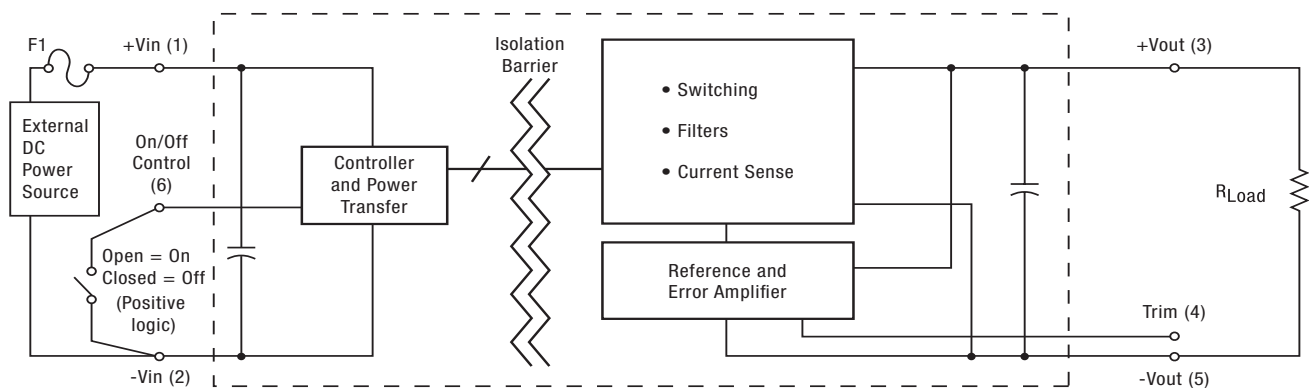 F1
+Vin (1)
External
DC
Power
Source
On/Off
Control
(6)
Open = On
Closed = Off
(Positive
logic)
-Vin (2)
Controller
and Power
Transfer
Isolation
Barrier
• Switching
• Filters
• Current Sense
Reference and
Error Amplifier
+Vout (3)
RLoad
Trim (4)
-Vout (5)